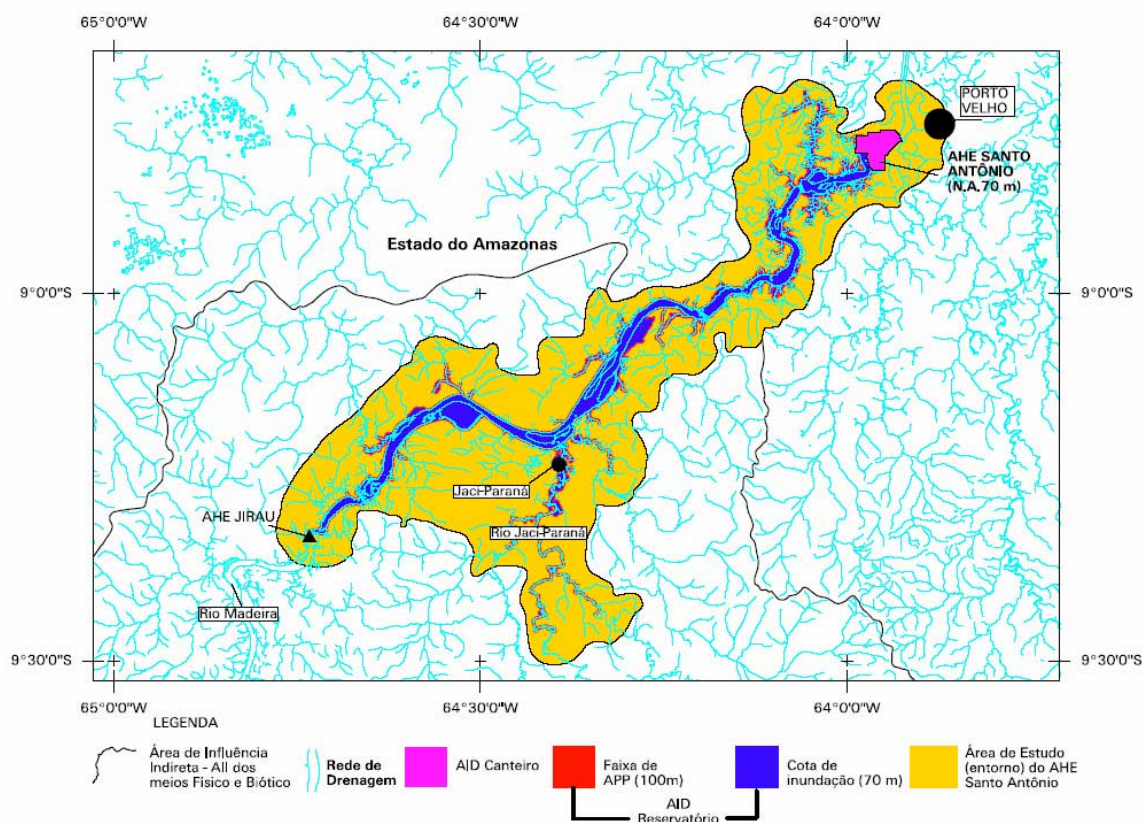 65°0'0"W
64°30'0"W
64°0'0"W
PORTO
VELHO
AHE SANTO
ANTÔNIO
(N.A.70 m)
Estado do Amazonas
9°0'0"S
9°0'0"S
Jaci-Paraná
AHE JIRAU
Rio Jaci-Paraná
Rio Madeira
9°30'0"S
9°30'0"S
65°0'0"W
64°30'0"W
64°0'0"W
LEGENDA
Área de Influência
Indireta - AII dos
meios Físico e Biótico
Rede de
Drenagem
AID Canteiro
Faixa de
APP (100m)
Cota de
inundação (70 m)
Área de Estudo
(entorno) do AHE
Santo Antônio
AID
Reservatório